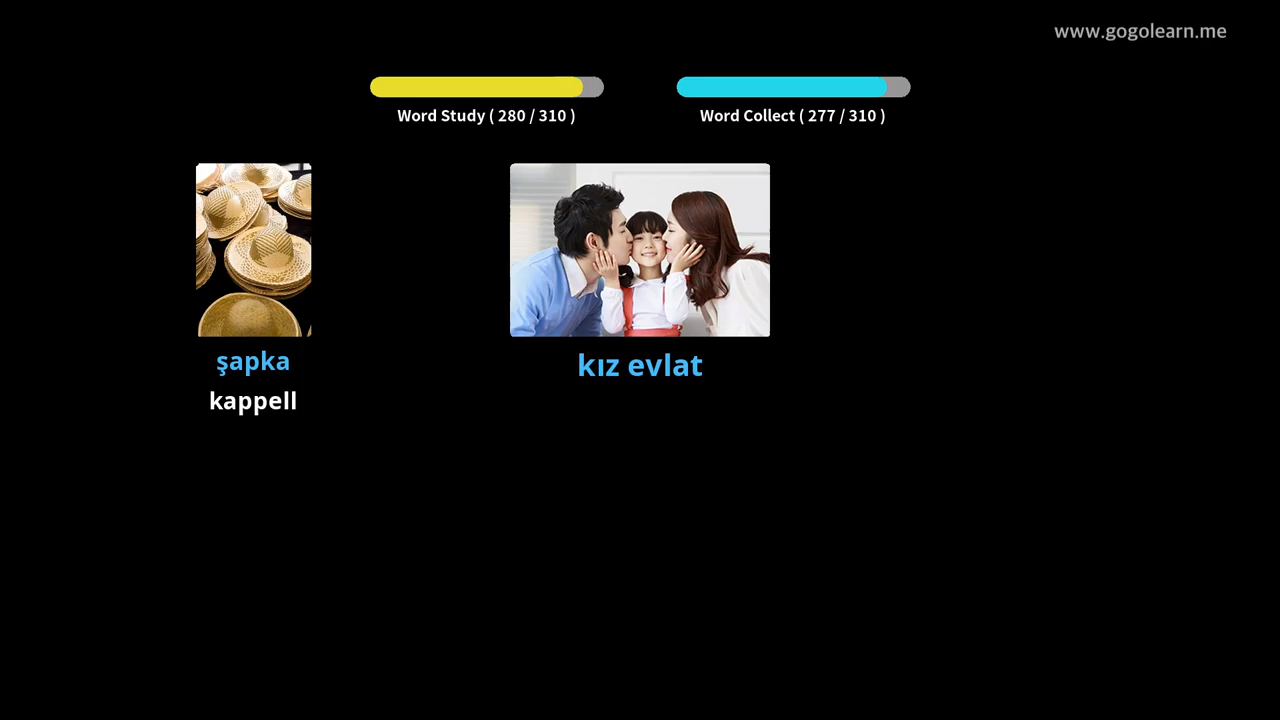 www.gogolearn.me
Word Study ( 280 / 310 )
Word Collect ( 277 / 310 )
şapka
kappell
kız evlat